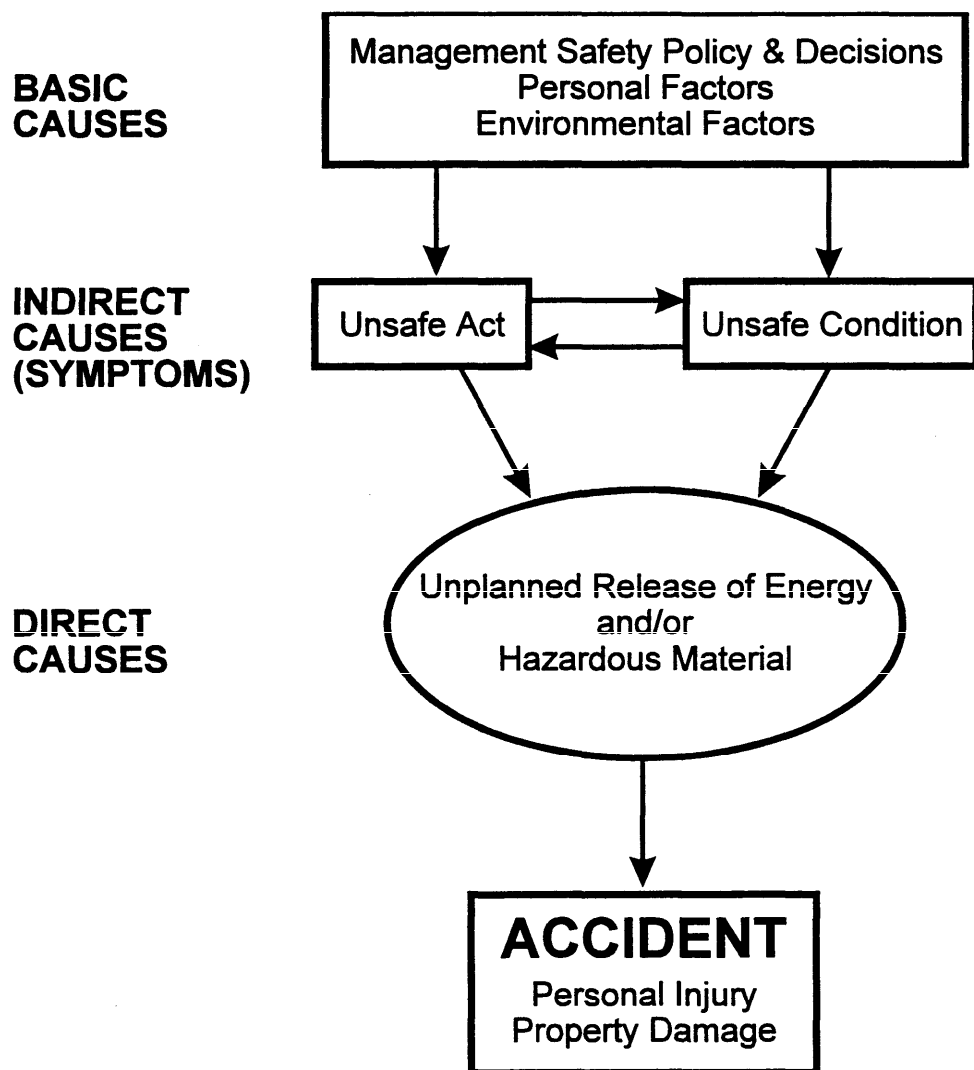 BASIC
CAUSES
Management Safety Policy & Decisions
Personal Factors
Environmental Factors
INDIRECT
CAUSES
(SYMPTOMS)
Unsafe Act
Unsafe Condition
DIRECT
CAUSES
Unplanned Release of Energy
and/or
Hazardous Material
ACCIDENT
Personal Injury
Property Damage